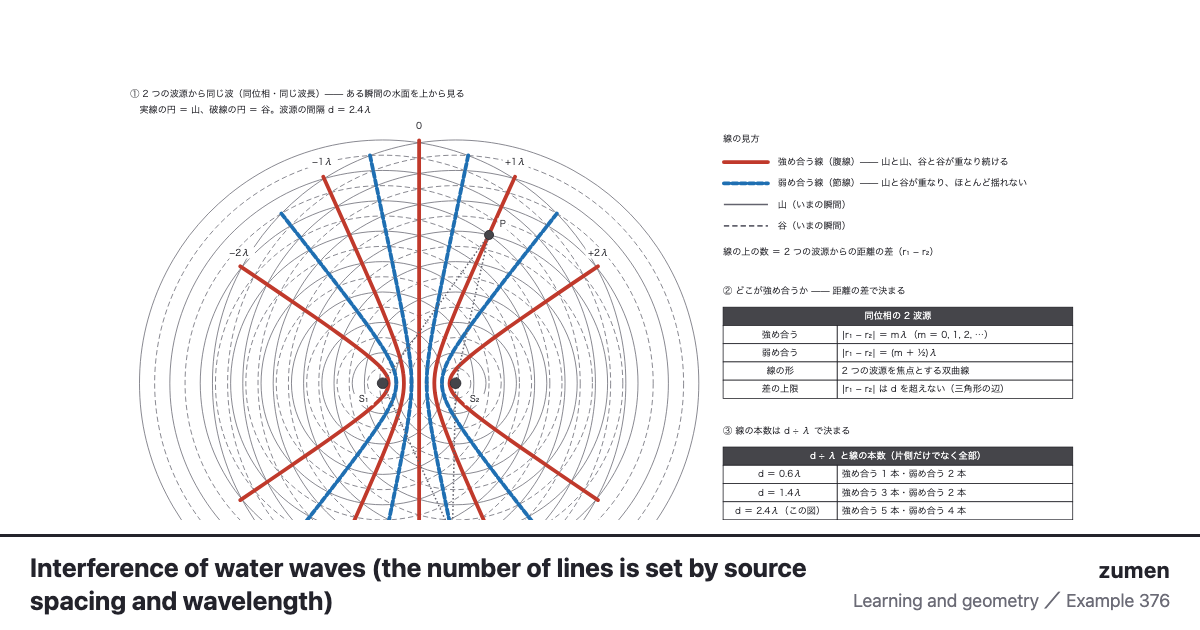 ① 2 つの波源から同じ波（同位相・同じ波長）—— ある瞬間の水面を上から見る
実線の円 ＝ 山、破線の円 ＝ 谷。波源の間隔 d ＝ 2.4λ
0
−1λ
+1λ
−2λ
+2λ
P
S₁
S₂
線の見方
強め合う線（腹線）—— 山と山、谷と谷が重なり続ける
弱め合う線（節線）—— 山と谷が重なり、ほとんど揺れない
山（いまの瞬間）
谷（いまの瞬間）
線の上の数 ＝ 2 つの波源からの距離の差（r₁ − r₂）
② どこが強め合うか —— 距離の差で決まる
同位相の 2 波源
強め合う |r₁ − r₂| ＝ mλ（m ＝ 0, 1, 2, …）
弱め合う |r₁ − r₂| ＝ (m + ½)λ
線の形 2 つの波源を焦点とする双曲線
差の上限 |r₁ − r₂| は d を超えない（三角形の辺）
③ 線の本数は d ÷ λ で決まる
d ÷ λ と線の本数（片側だけでなく全部）
d ＝ 0.6λ 強め合う 1 本・弱め合う 2 本
d ＝ 1.4λ 強め合う 3 本・弱め合う 2 本
d ＝ 2.4λ（この図） 強め合う 5 本・弱め合う 4 本
Interference of water waves (the number of lines is set by source
spacing and wavelength)
zumen
Learning and geometry ／ Example 376